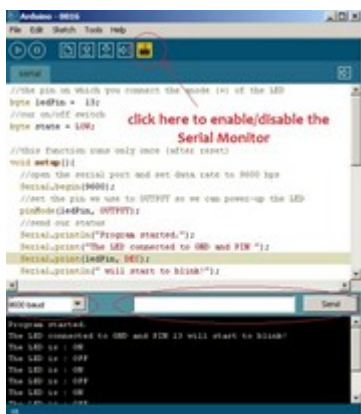 Arduino - 0016
File Edit Sketch Tools Help
serial
//the pin on which you connect the anode (+) of the LED
byte ledPin = 13;
//our on/off switch
byte state = LOW;
click here to enable/disable the
Serial Monitor
//this function runs only once (after reset)
void setup(){
//open the serial port and set data rate to 9600 bps
Serial.begin(9600);
//set the pin we use to OUTPUT so we can power-up the LED
pinMode(ledPin, OUTPUT);
//send our status
Serial.println("Program started.");
Serial.print("The LED connected to GND and PIN ");
Serial.print(ledPin, DEC);
Serial.println(" will start to blink!");
9600 baud
Send
Program started.
The LED connected to GND and PIN 13 will start to blink!
The LED is : ON
The LED is : OFF
The LED is : ON
The LED is : OFF
The LED is : ON
The LED is : OFF